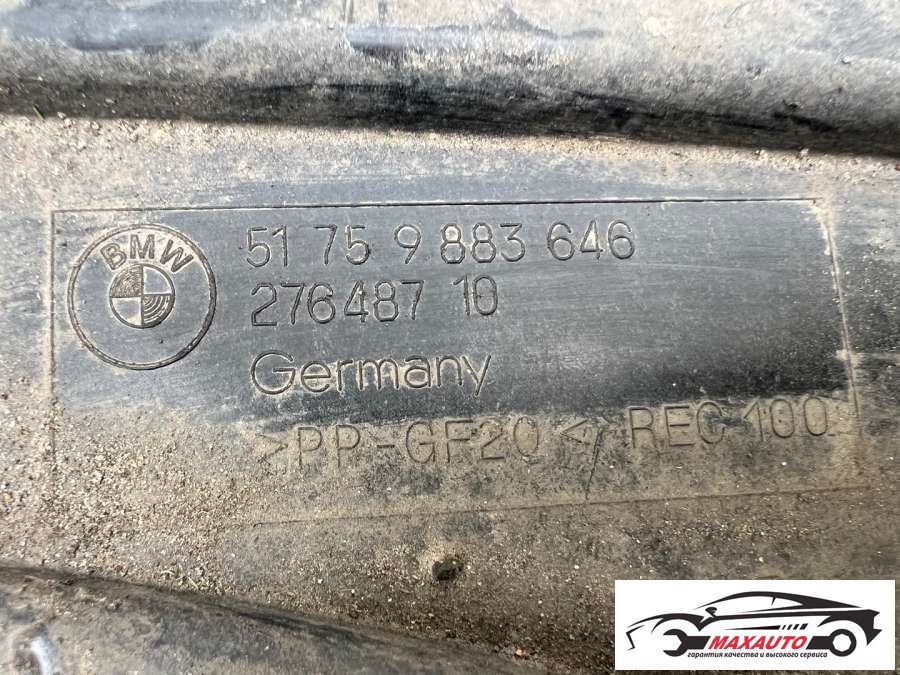 BMW
51 75 9 883 646
276487 10
Germany
>PP-GF20< REC 100
MAXAUTO
гарантия качества и высокого сервиса